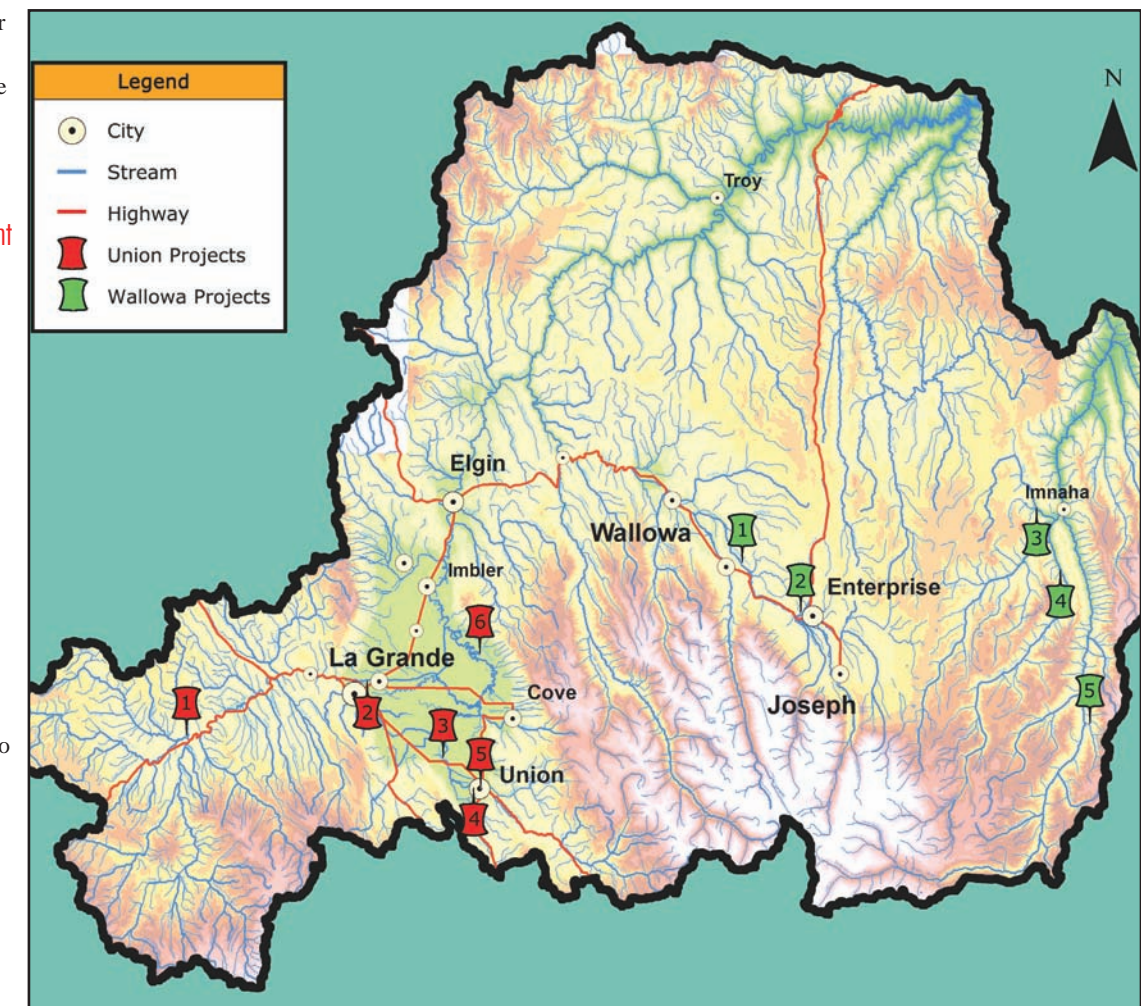 r
e
nt
o
Legend
City
Stream
Highway
Union Projects
Wallowa Projects
N
Troy
Elgin
Imnaha
Wallowa
1
3
2
Enterprise
Imbler
4
6
La Grande
Cove
1
2
Joseph
5
3
5
Union
4